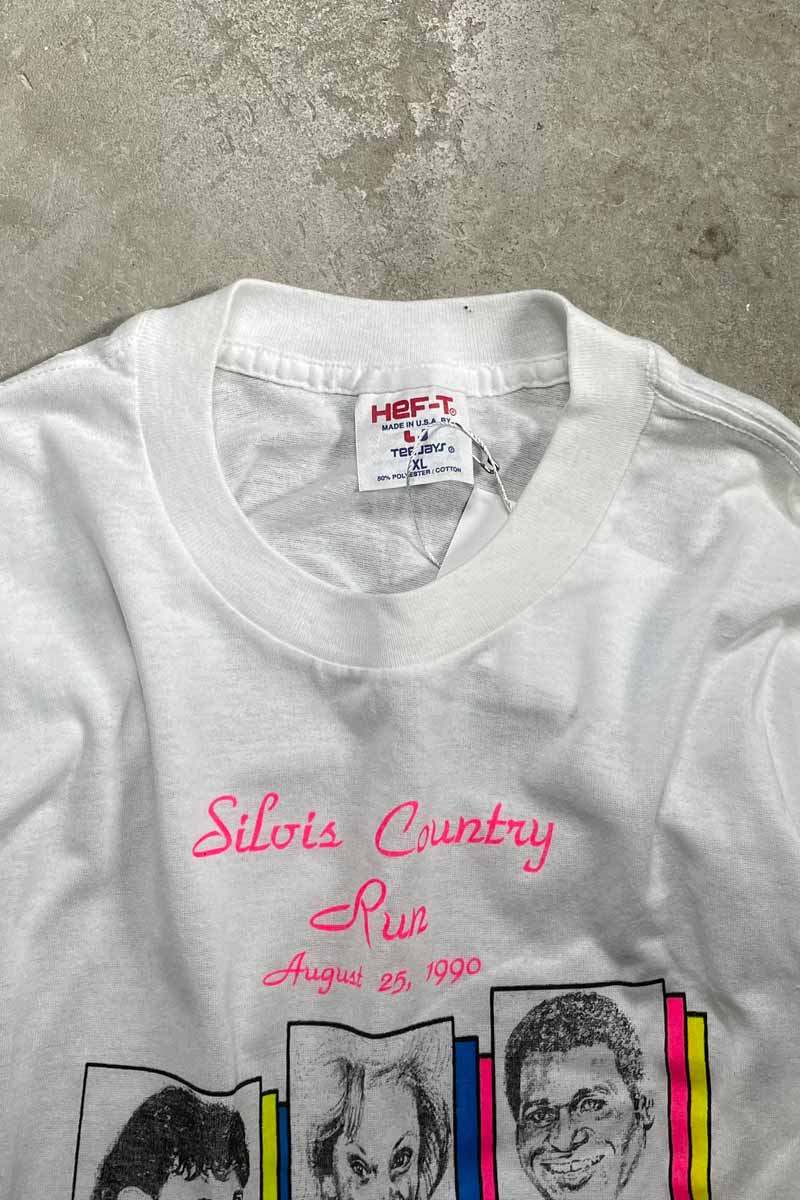 HeF-T®
MADE IN U.S.A. BY
Tee Jays ®
XL
50% POLYESTER / COTTON
Silvis Country
Run
August 25, 1990